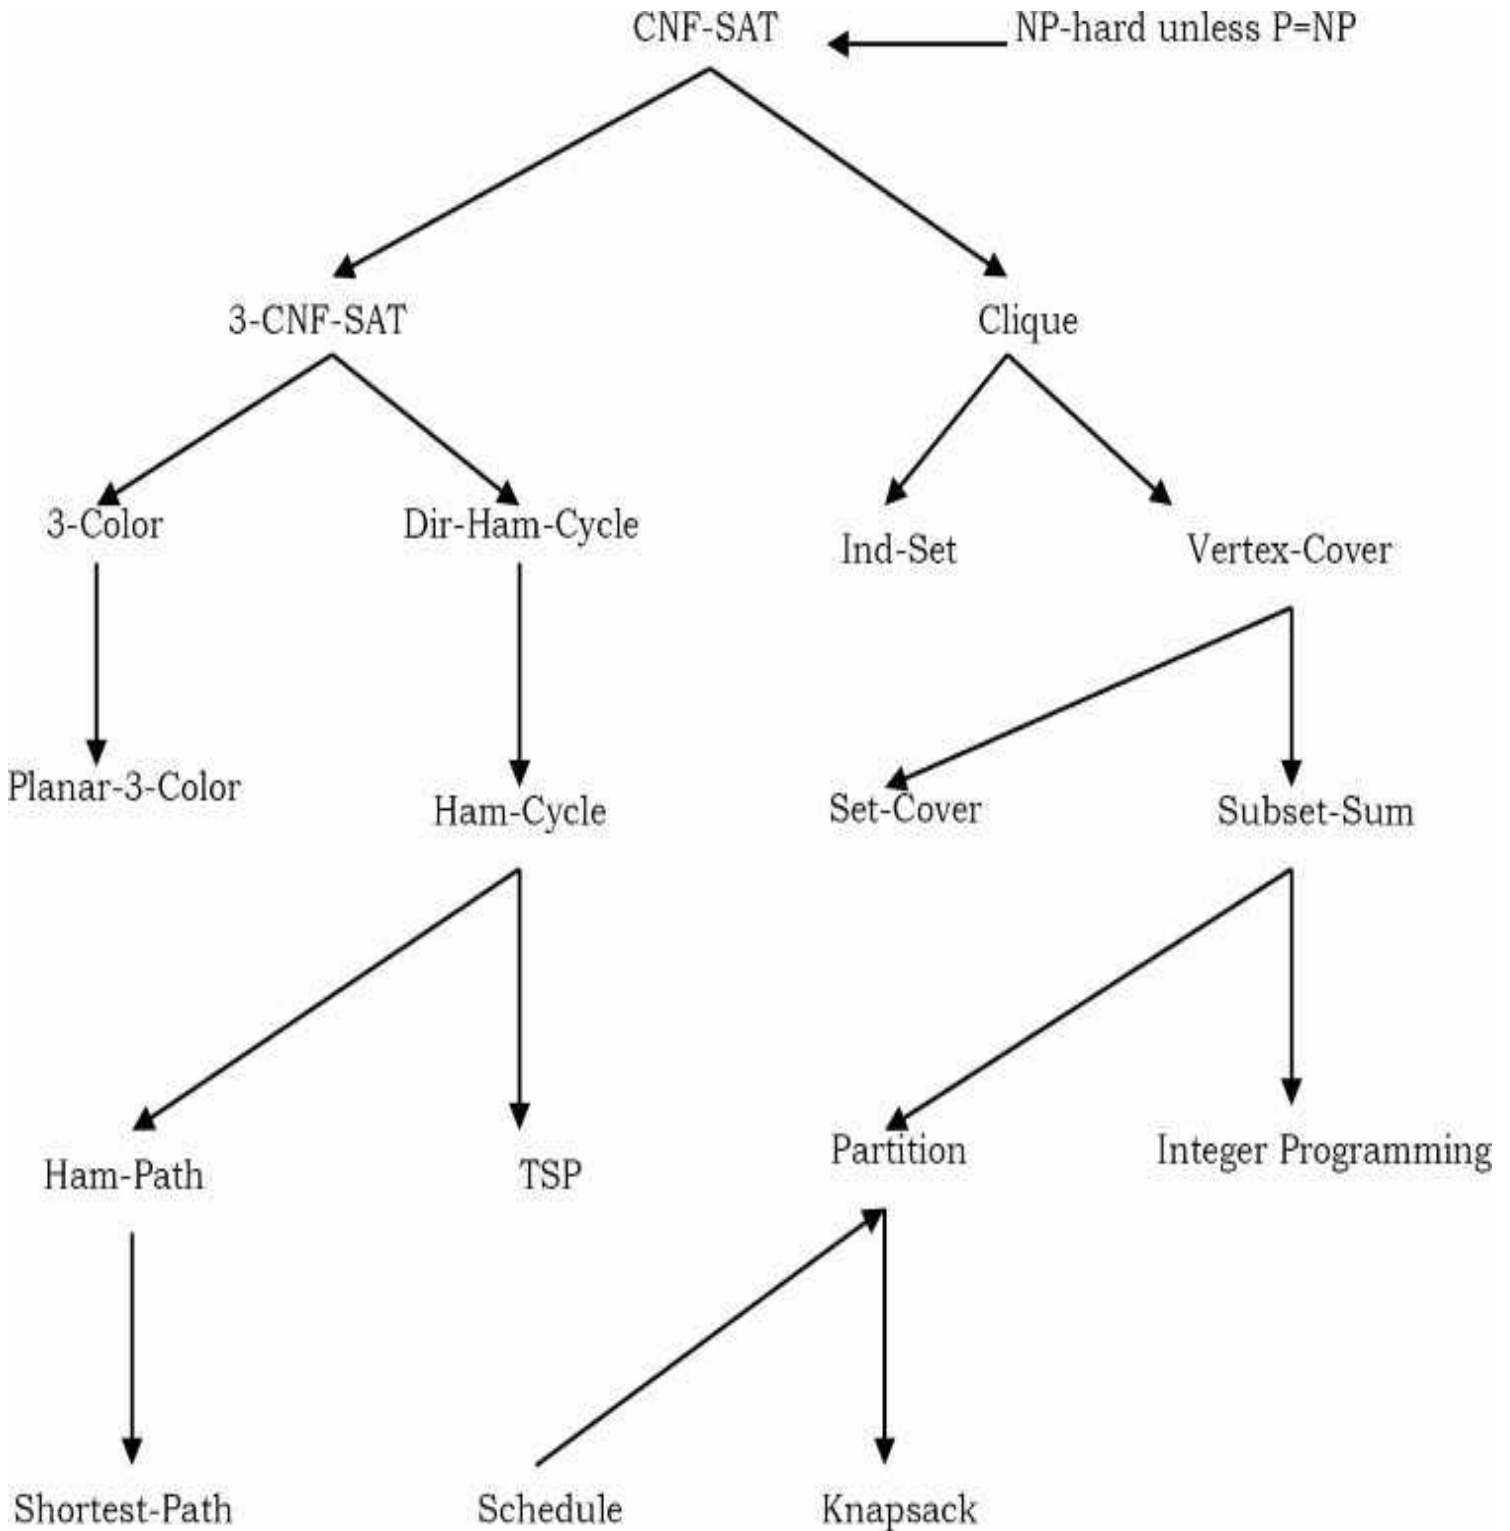 CNF-SAT
NP-hard unless P=NP
3-CNF-SAT
Clique
3-Color
Dir-Ham-Cycle
Ind-Set
Vertex-Cover
Planar-3-Color
Ham-Cycle
Set-Cover
Subset-Sum
Ham-Path
TSP
Partition
Integer Programming
Shortest-Path
Schedule
Knapsack